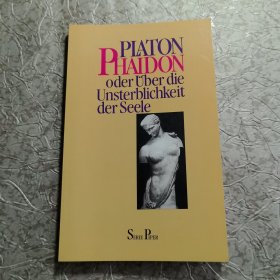 PLATON
PHAIDON
oder Über die
Unsterblichkeit
der Seele
SERIE PIPER